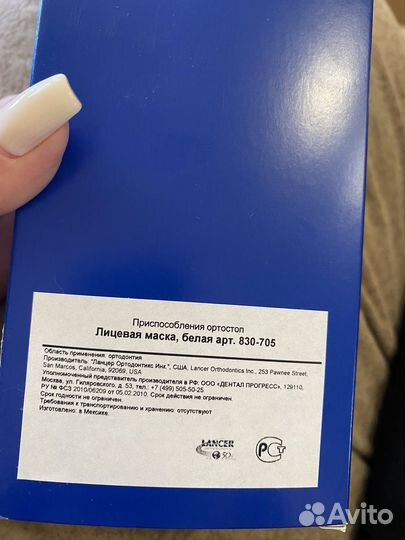 Приспособления ортостоп
Лицевая маска, белая арт. 830-705
Область применения: ортодонтия
Производитель: "Ланцер Ортодонтикс Инк.", США, Lancer Orthodontics Inc., 253 Pawnee Street,
San Marcos, California, 92069, USA
Уполномоченный представитель производителя в РФ: ООО «ДЕНТАЛ ПРОГРЕСС», 129110,
Москва, ул. Гиляровского, д. 53, тел.: +7 (499) 505-50-25
РУ № ФСЗ 2010/06209 от 05.02.2010. Срок действия не ограничен.
Срок годности не ограничен.
Требования к транспортированию и хранению: отсутствуют
Изготовлено: в Мексике.
LANCER
РСТ
Avito